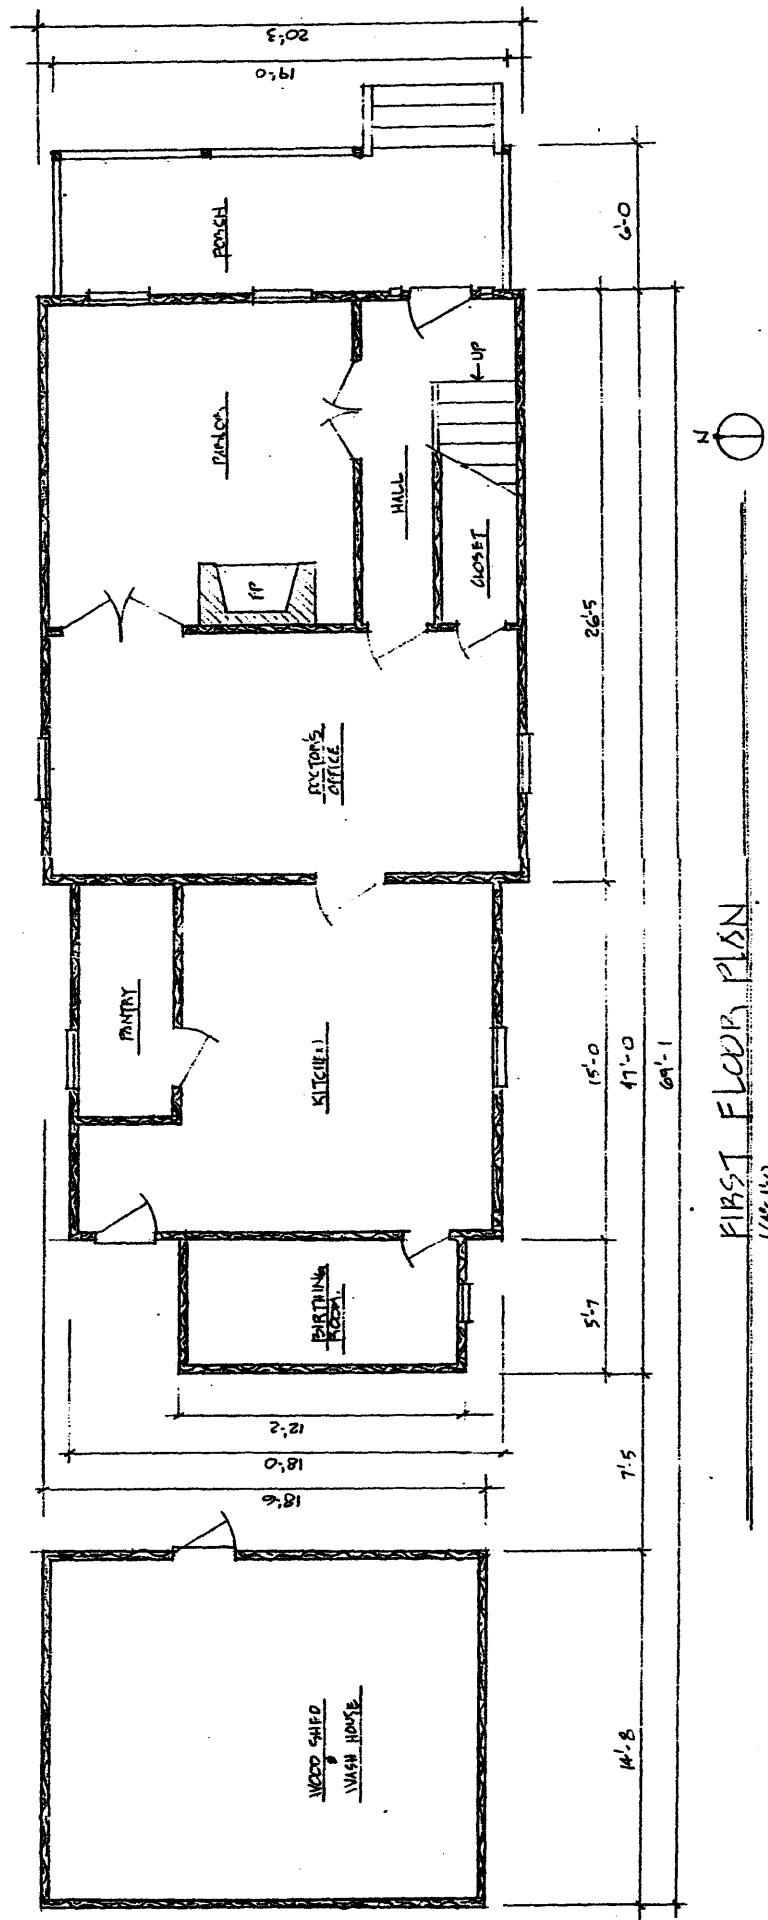 20'-3
19'-0
PORCH
6'-0
PARLOR
UP
HALL
CLOSET
FP
N
26'-5
DOCTOR'S
OFFICE
PANTRY
KITCHEN
15'-0
47'-0
69'-1
BIRTHING
ROOM.
5'-7
12'-2
18'-0
18'-6
7'-5
WOOD SHED
&
WASH HOUSE
14'-8
FIRST FLOOR PLAN